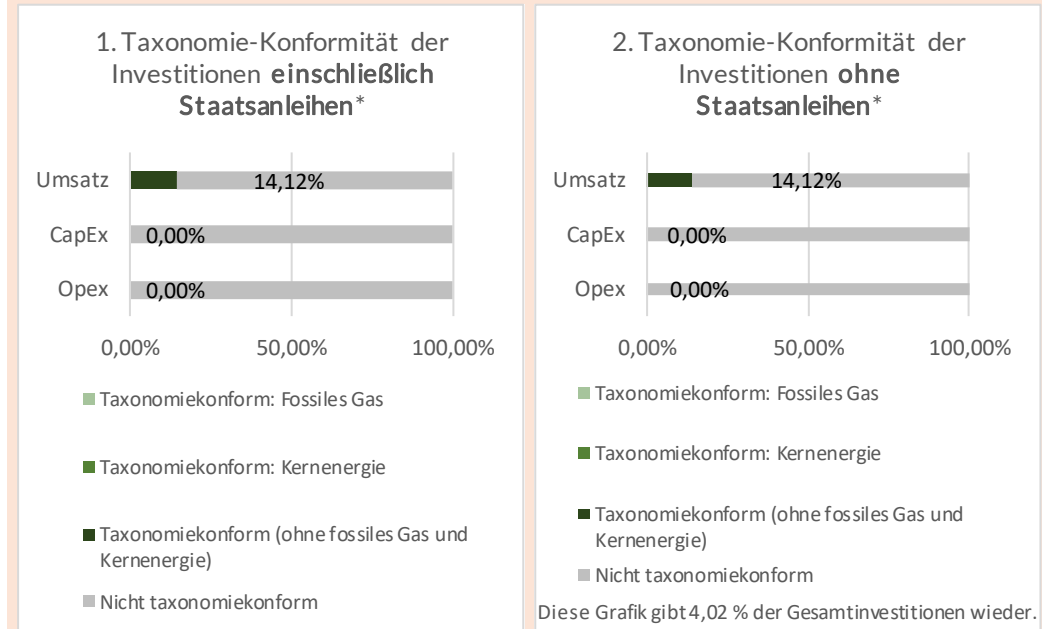 1. Taxonomie-Konformität der
Investitionen einschließlich
Staatsanleihen*
Umsatz
14,12%
CapEx
0,00%
Opex
0,00%
0,00%
50,00%
100,00%
Taxonomiekonform: Fossiles Gas
Taxonomiekonform: Kernenergie
Taxonomiekonform (ohne fossiles Gas und
Kernenergie)
Nicht taxonomiekonform
2. Taxonomie-Konformität der
Investitionen ohne
Staatsanleihen*
Umsatz
14,12%
CapEx
0,00%
Opex
0,00%
0,00%
50,00%
100,00%
Taxonomiekonform: Fossiles Gas
Taxonomiekonform: Kernenergie
Taxonomiekonform (ohne fossiles Gas und
Kernenergie)
Nicht taxonomiekonform
Diese Grafik gibt 4,02 % der Gesamtinvestitionen wieder.